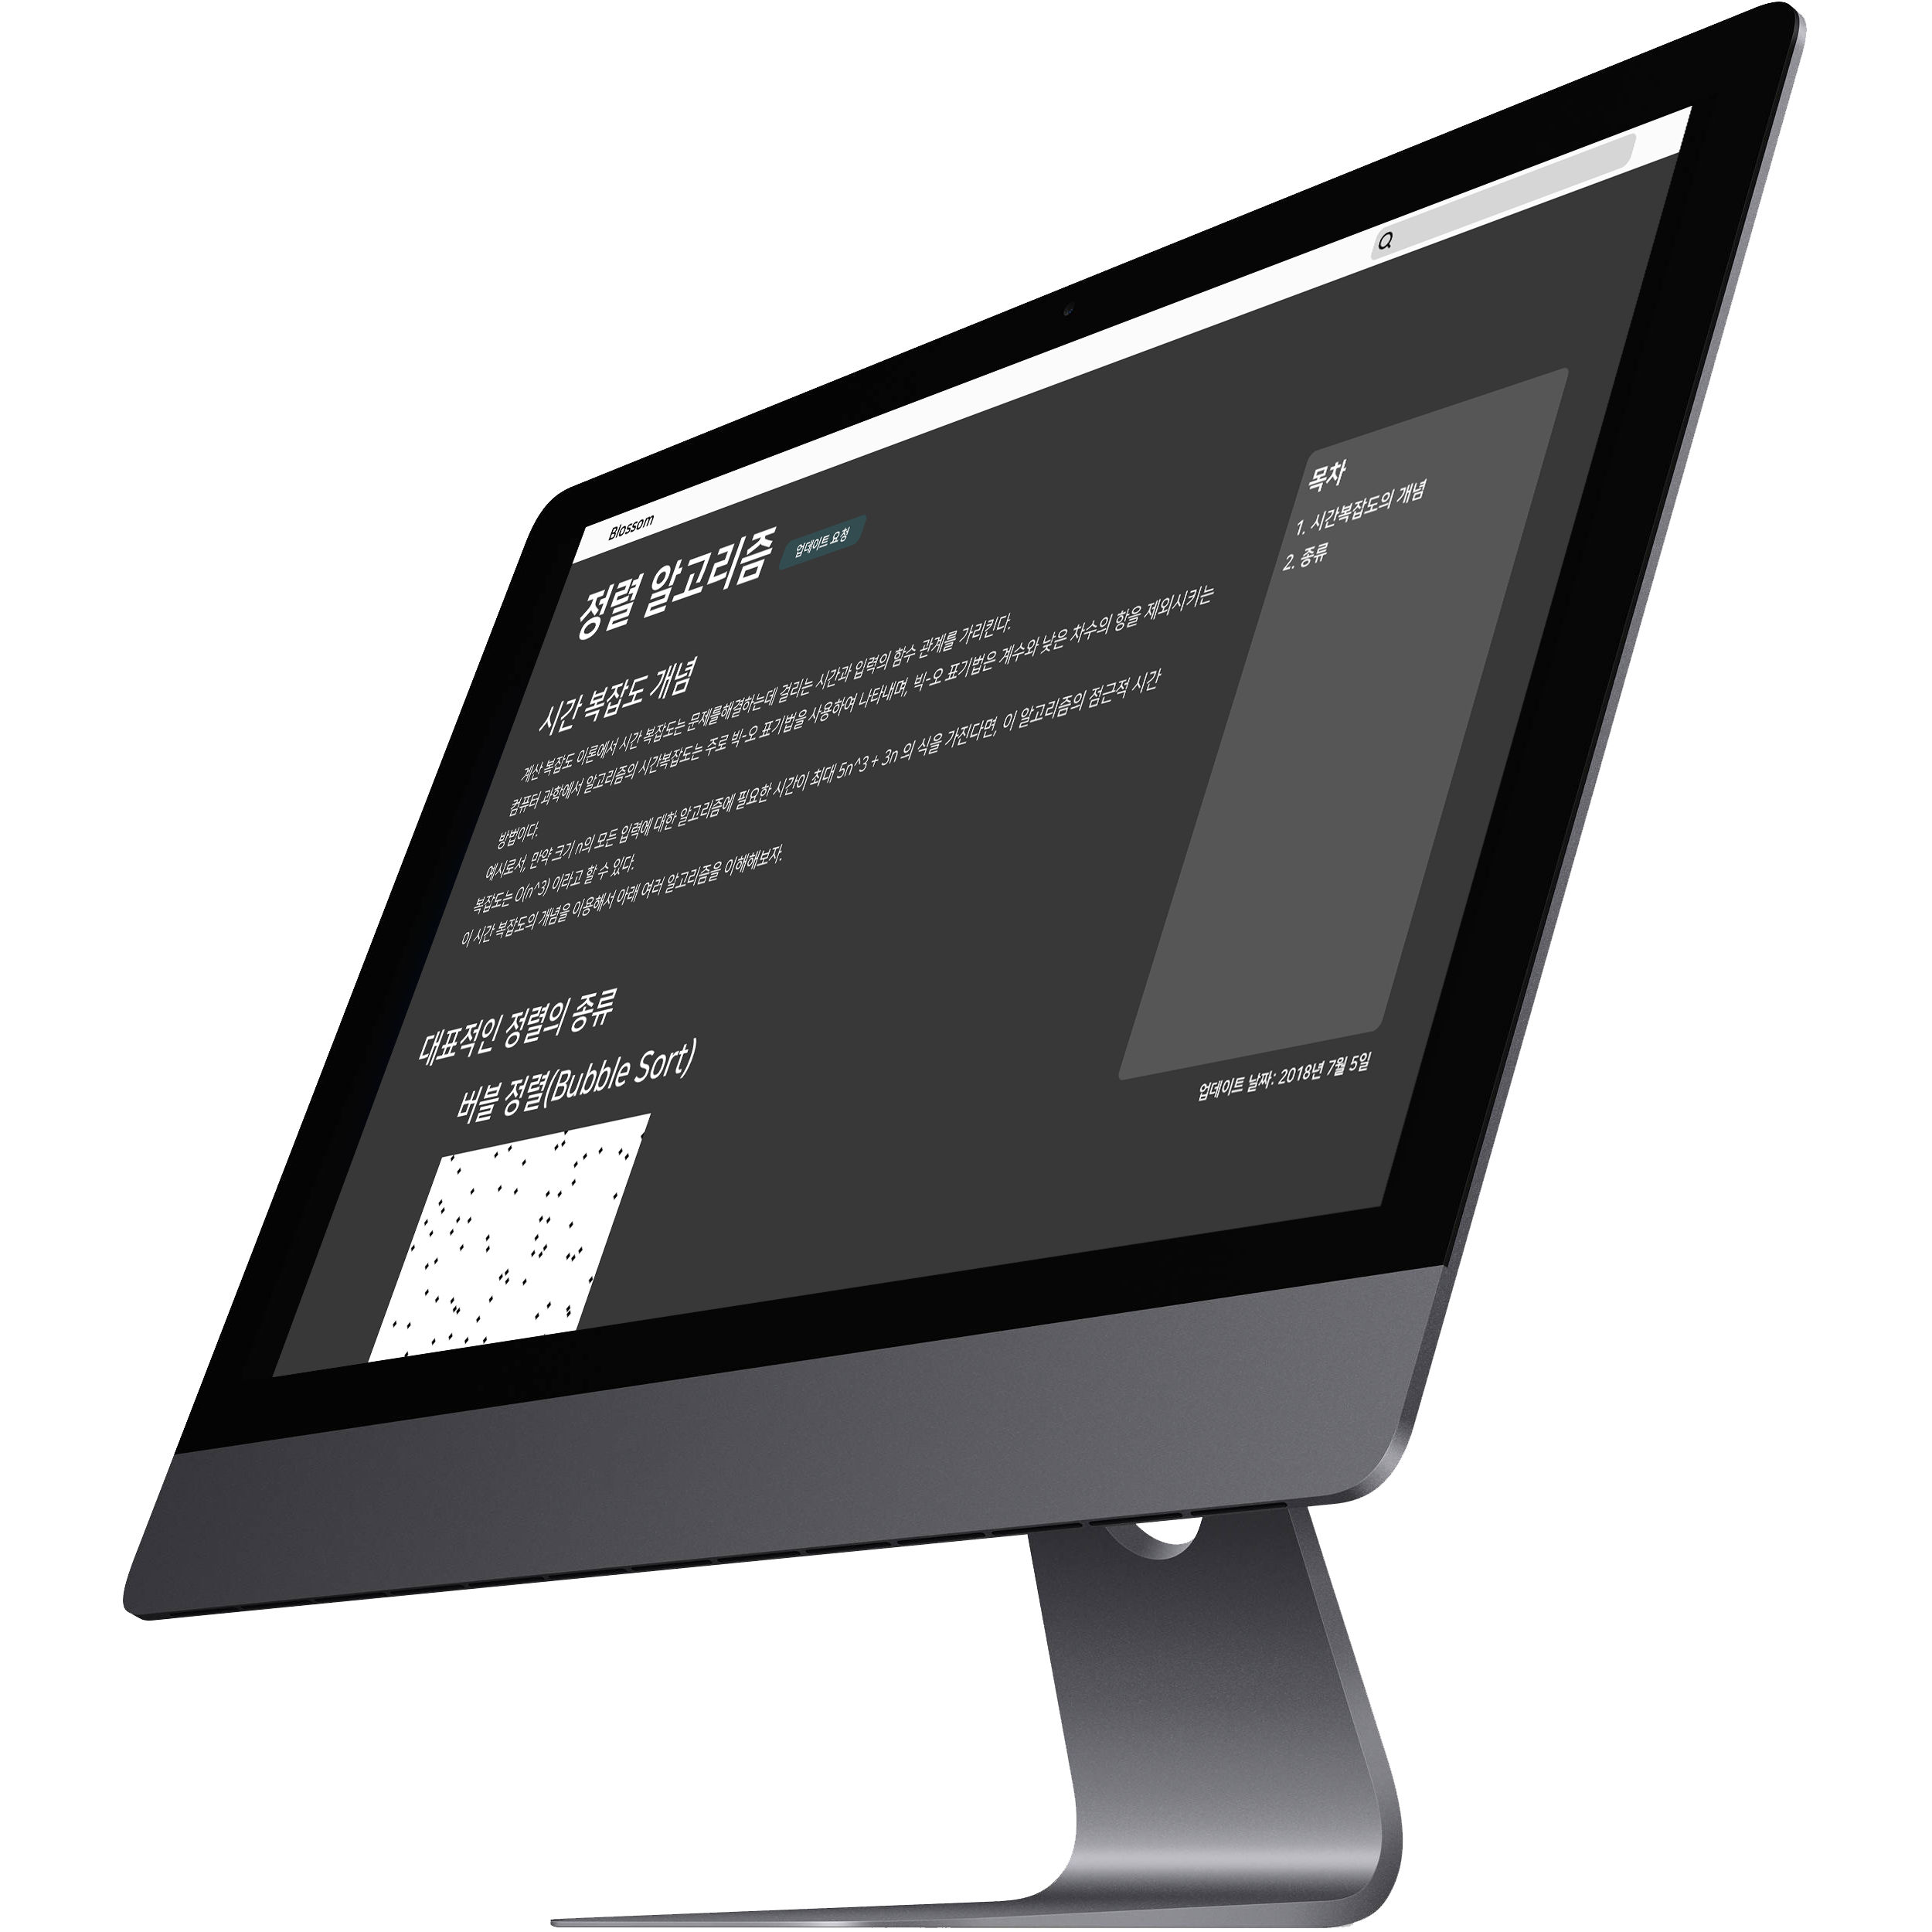 Blossom
정렬 알고리즘 업데이트 요청
시간 복잡도 개념
계산 복잡도 이론에서 시간 복잡도는 문제를해결하는데 걸리는 시간과 입력의 함수 관계를 가리킨다.
컴퓨터 과학에서 알고리즘의 시간복잡도는 주로 빅-오 표기법을 사용하여 나타내며, 빅-오 표기법은 계수와 낮은 차수의 항을 제외시키는
방법이다.
예시로서, 만약 크기 n의 모든 입력에 대한 알고리즘에 필요한 시간이 최대 5n^3 + 3n 의 식을 가진다면, 이 알고리즘의 점근적 시간
복잡도는 O(n^3) 이라고 할 수 있다.
이 시간 복잡도의 개념을 이용해서 아래 여러 알고리즘을 이해해보자.
대표적인 정렬의 종류
버블 정렬(Bubble Sort)
목차
1. 시간복잡도의 개념
2. 종류
업데이트 날짜: 2018년 7월 5일